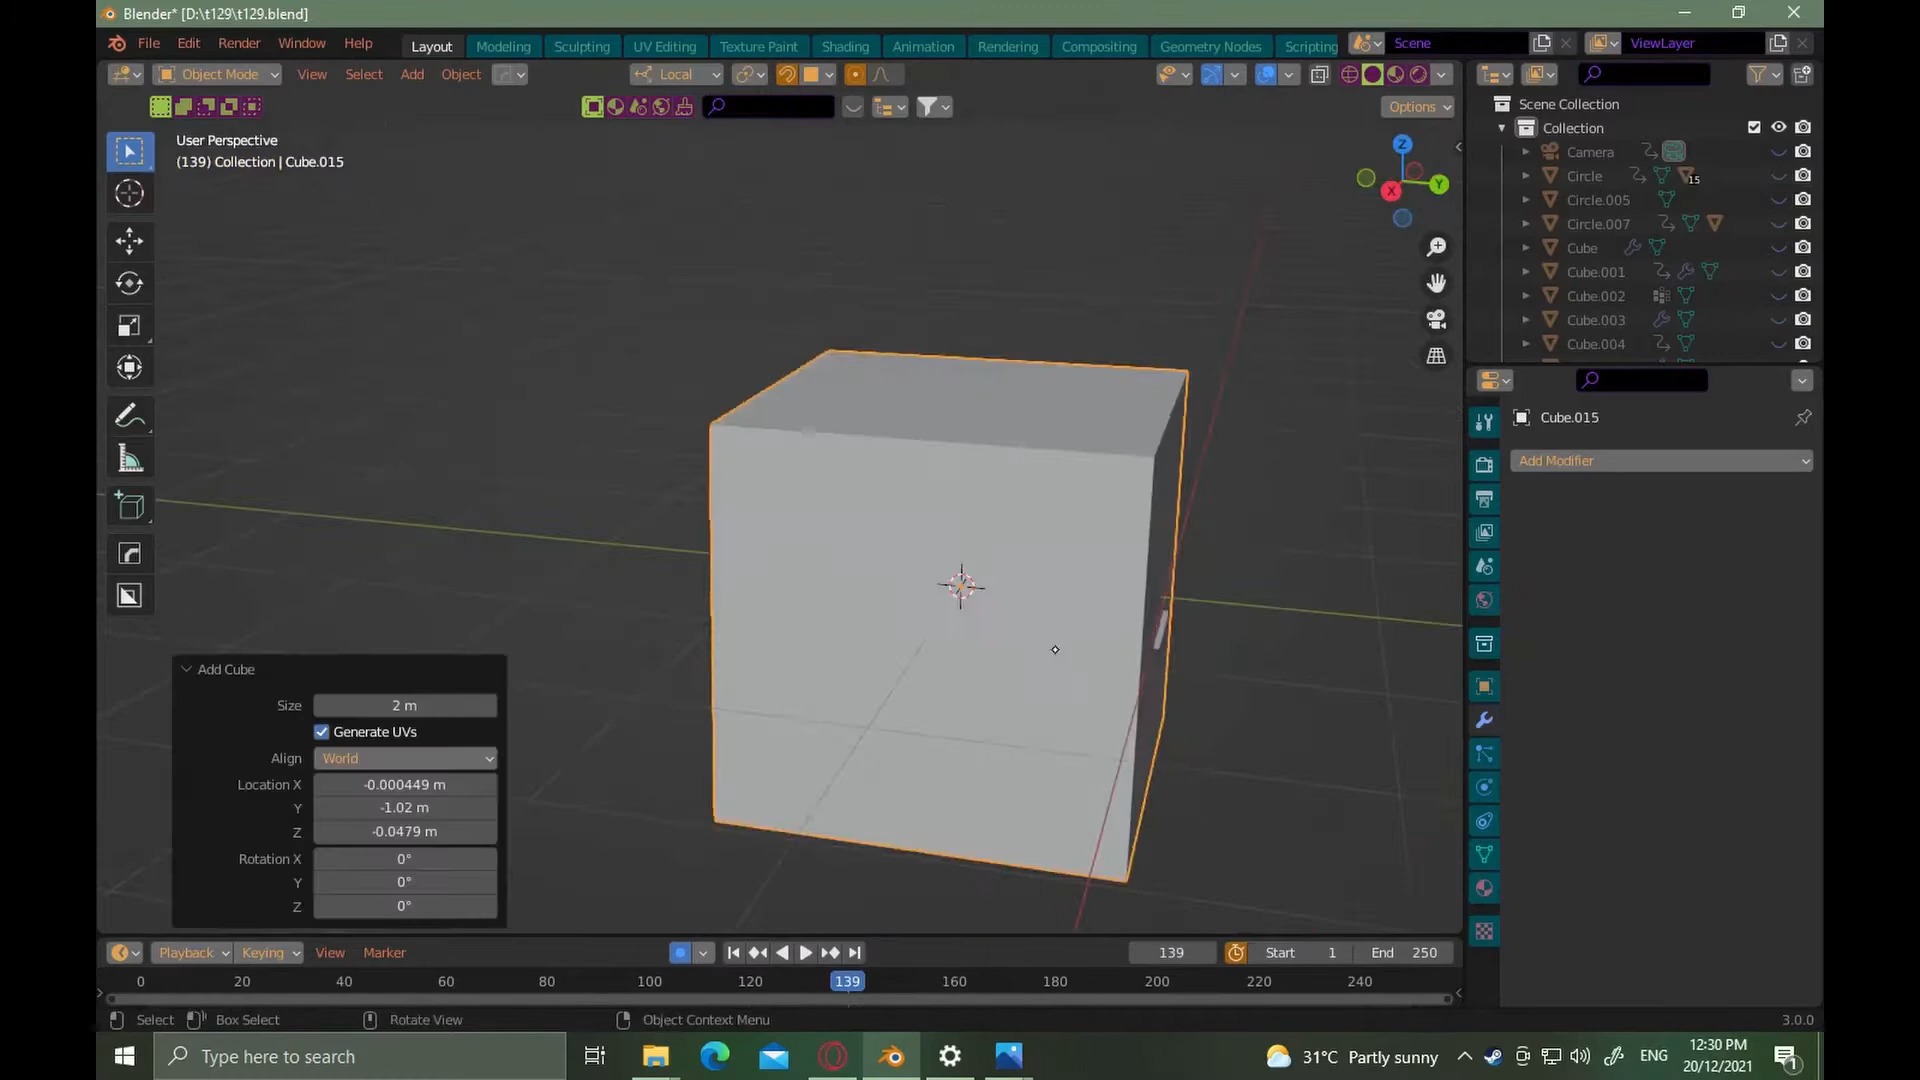 Blender* [D:\t129\t129.blend]
File Edit Render Window Help
Layout Modeling Sculpting UV Editing Texture Paint Shading Animation Rendering Compositing Geometry Nodes Scripting
Scene
ViewLayer
Object Mode View Select Add Object
Local
Options
User Perspective
(139) Collection | Cube.015
Z
Y
X
Scene Collection
Collection
Camera
Circle
15
Circle.005
Circle.007
Cube
Cube.001
Cube.002
Cube.003
Cube.004
Cube.015
Add Modifier
Add Cube
Size 2 m
Generate UVs
Align World
Location X -0.000449 m
Y -1.02 m
Z -0.0479 m
Rotation X 0°
Y 0°
Z 0°
Playback Keying View Marker
139 Start 1 End 250
0 20 40 60 80 100 120 139 160 180 200 220 240
Select Box Select Rotate View Object Context Menu 3.0.0
Type here to search
31°C Partly sunny
ENG
12:30 PM
20/12/2021
1